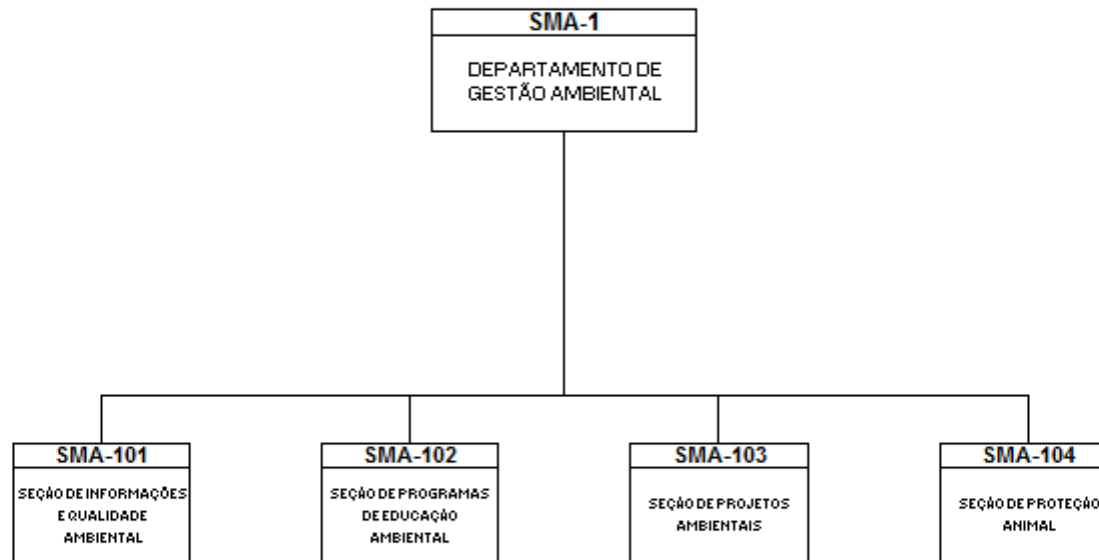 SMA-1
DEPARTAMENTO DE
GESTÃO AMBIENTAL
SMA-101
SEÇÃO DE INFORMAÇÕES
E QUALIDADE
AMBIENTAL
SMA-102
SEÇÃO DE PROGRAMAS
DE EDUCAÇÃO
AMBIENTAL
SMA-103
SEÇÃO DE PROJETOS
AMBIENTAIS
SMA-104
SEÇÃO DE PROTEÇÃO
ANIMAL